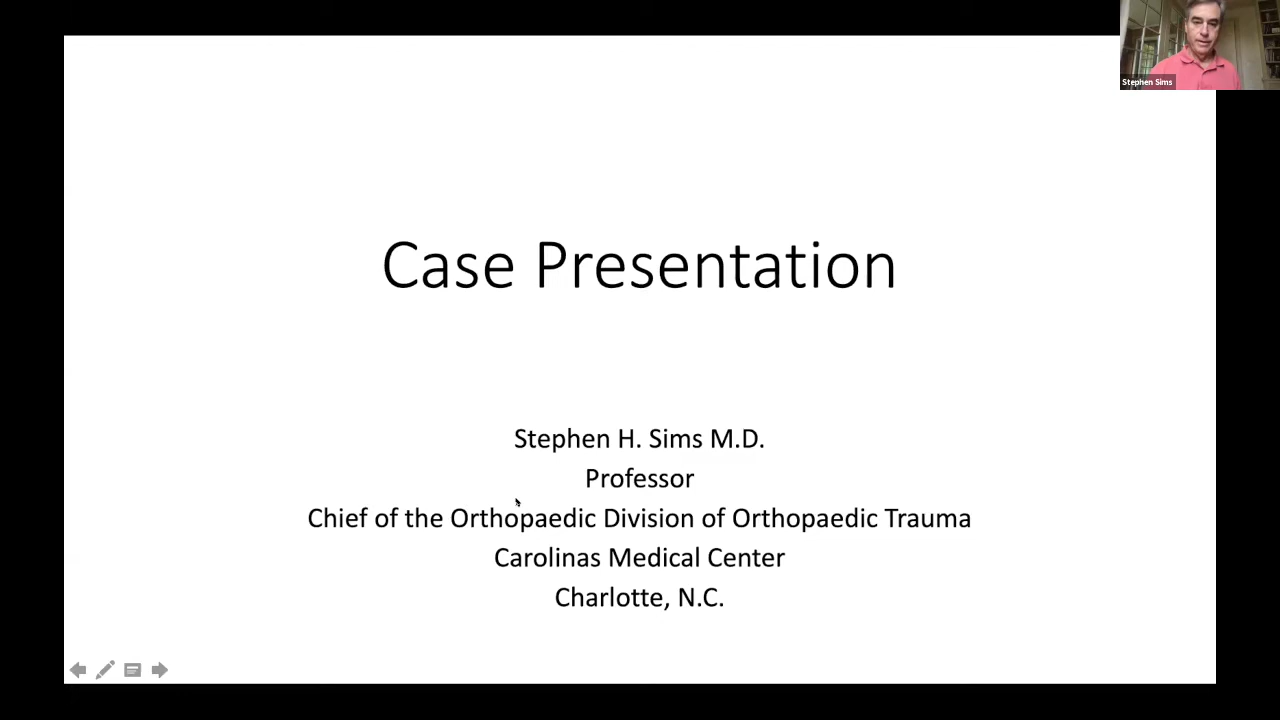 Stephen Sims
Case Presentation
Stephen H. Sims M.D.
Professor
Chief of the Orthopaedic Division of Orthopaedic Trauma
Carolinas Medical Center
Charlotte, N.C.